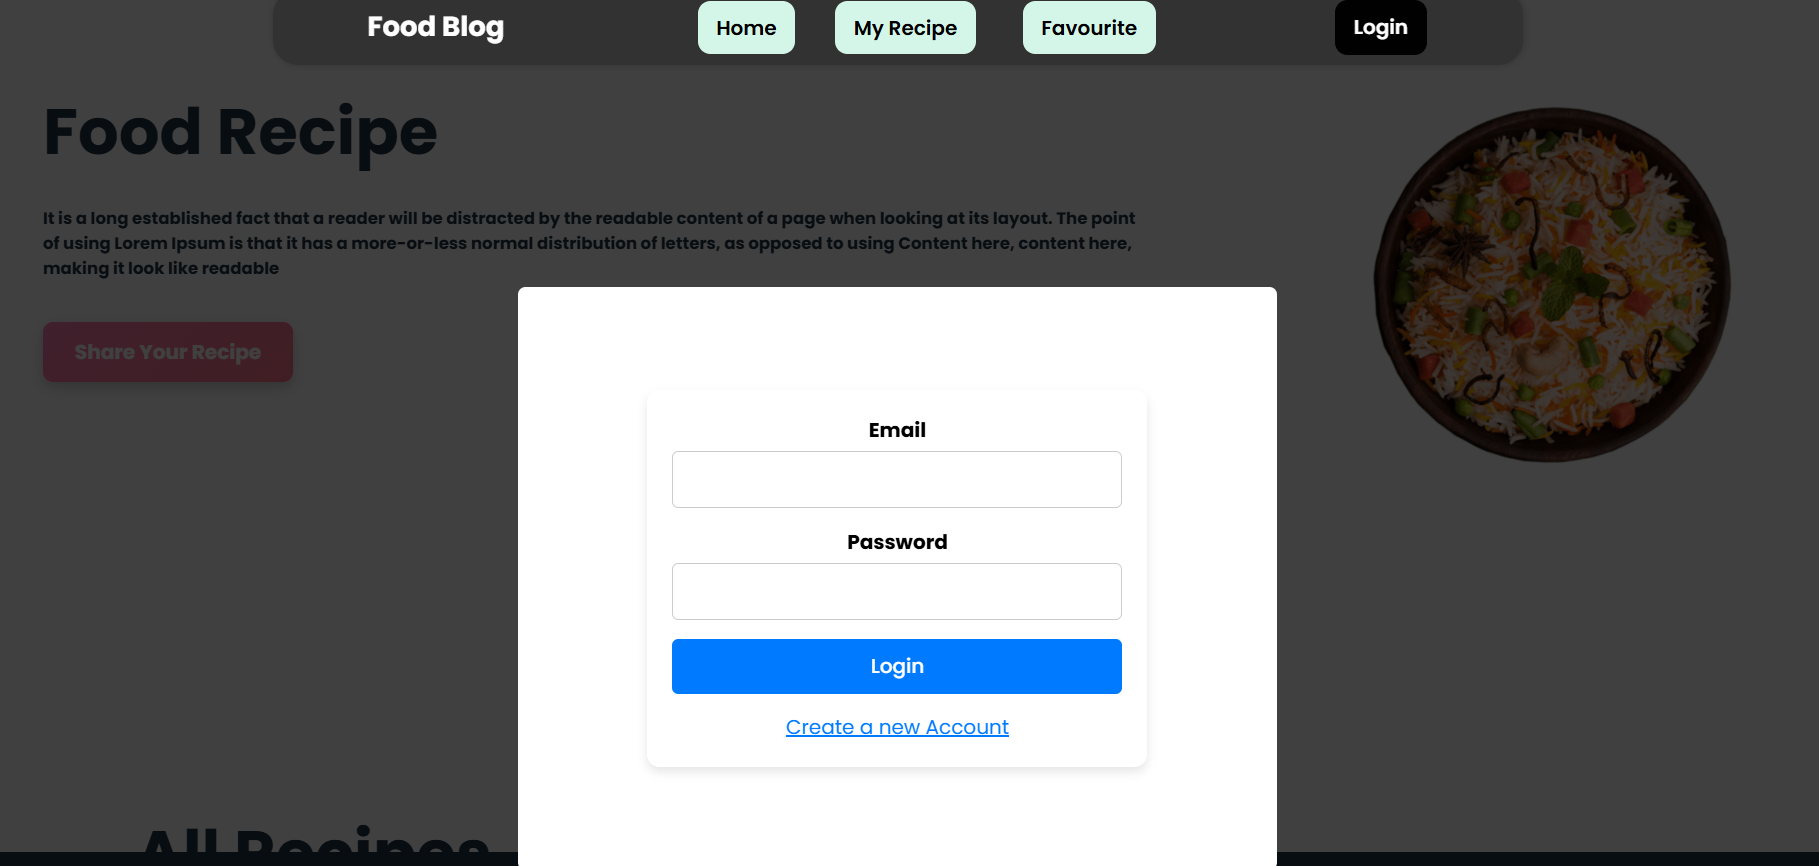 Food Blog
Home
My Recipe
Favourite
Login
Food Recipe
It is a long established fact that a reader will be distracted by the readable content of a page when looking at its layout. The point
of using Lorem Ipsum is that it has a more-or-less normal distribution of letters, as opposed to using Content here, content here,
making it look like readable
Share Your Recipe
Email
Password
Login
Create a new Account
All Recipes